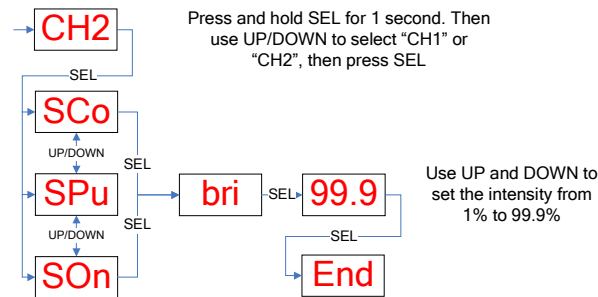 CH2
Press and hold SEL for 1 second. Then
use UP/DOWN to select “CH1” or
“CH2”, then press SEL
SEL
SCo
UP/DOWN
SEL
SPu
bri
SEL
99.9
Use UP and DOWN to
set the intensity from
1% to 99.9%
UP/DOWN
SEL
SEL
SOn
End